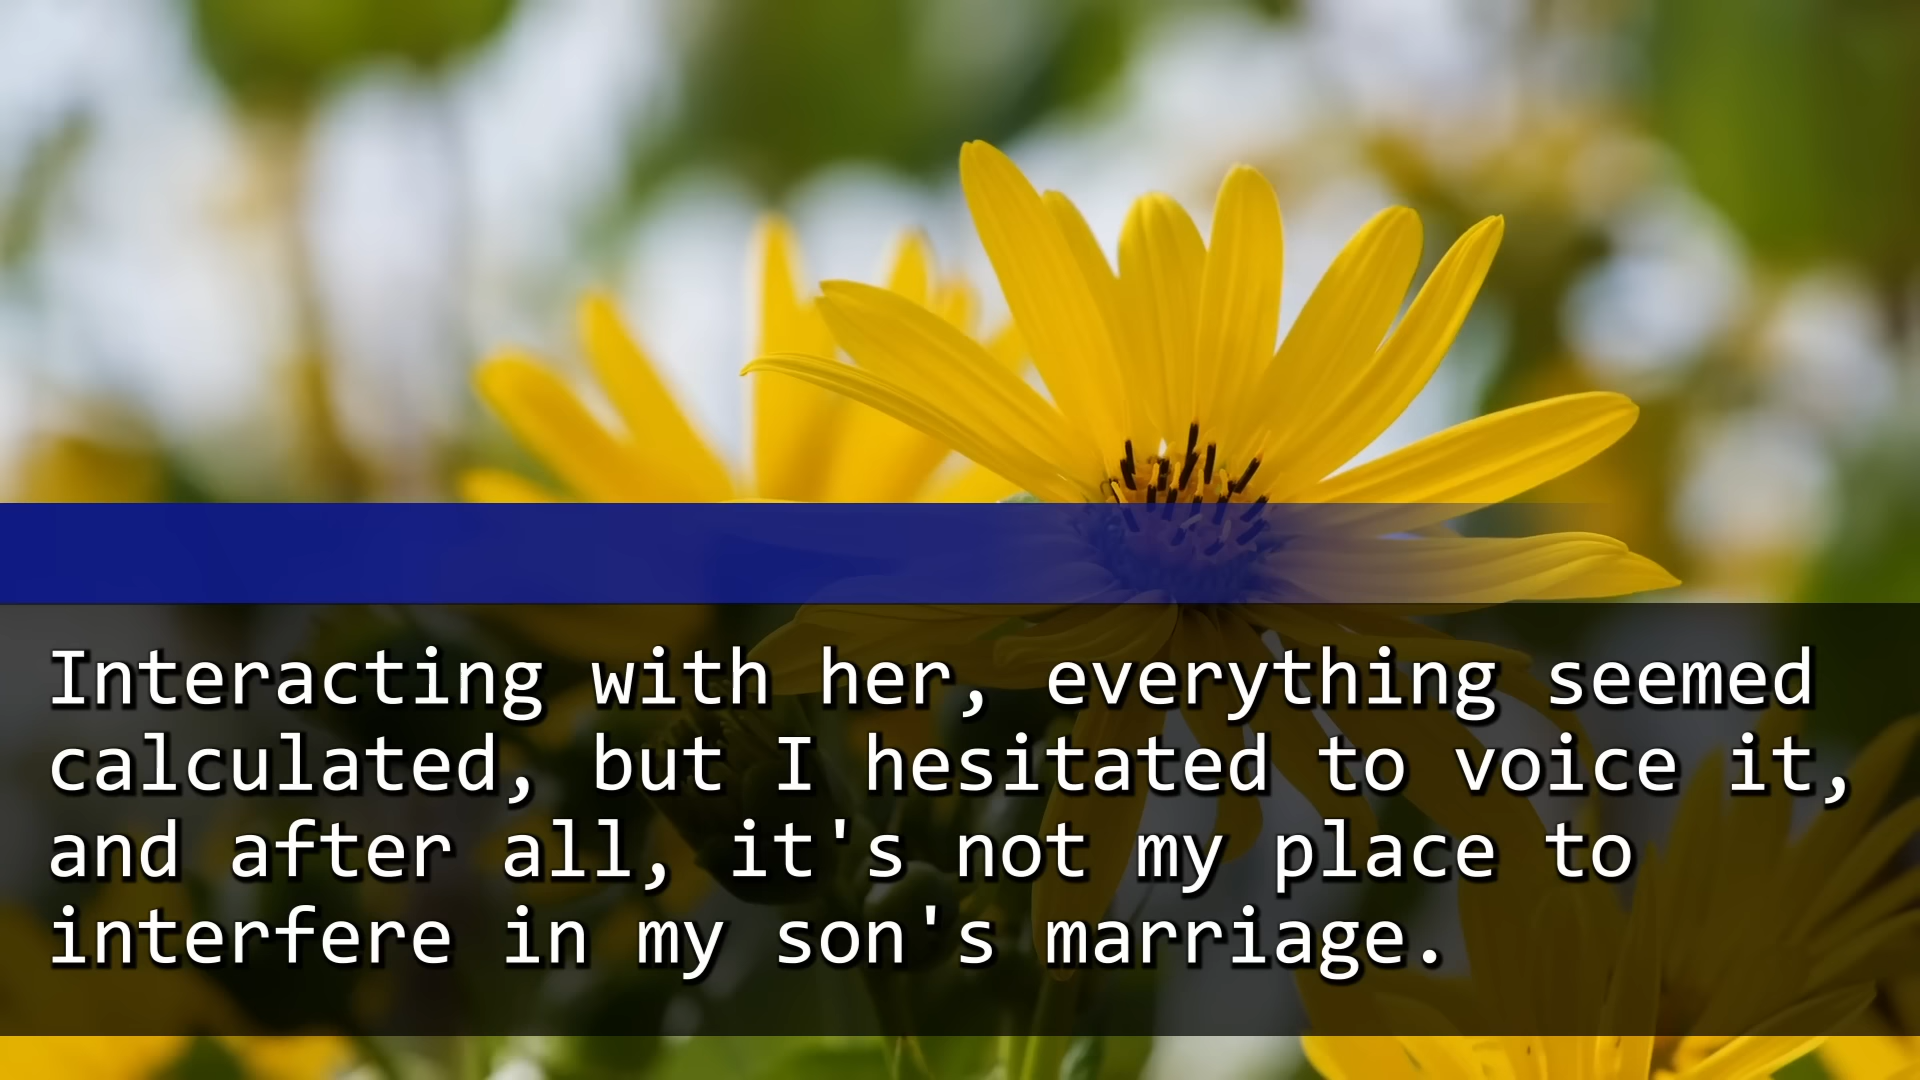 Interacting with her, everything seemed
calculated, but I hesitated to voice it,
and after all, it's not my place to
interfere in my son's marriage.